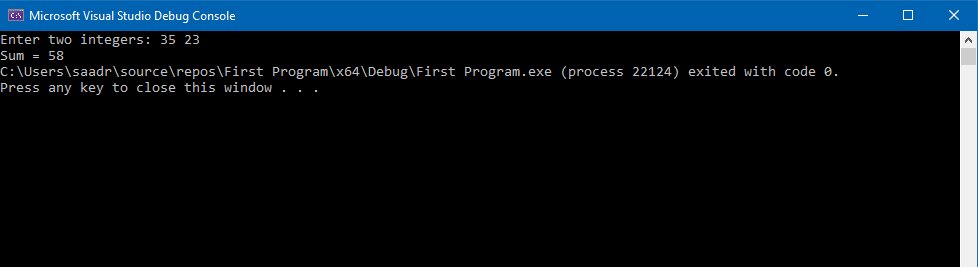 Microsoft Visual Studio Debug Console
Enter two integers: 35 23
Sum = 58
C:\Users\saadr\source\repos\First Program\x64\Debug\First Program.exe (process 22124) exited with code 0.
Press any key to close this window . . .